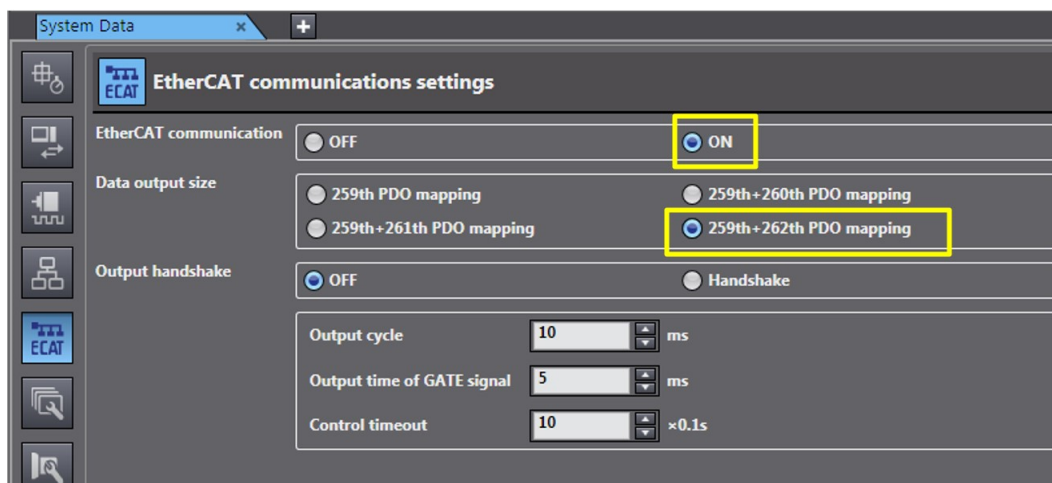 System Data × +
ECAT EtherCAT communications settings
EtherCAT communication OFF ON
Data output size 259th PDO mapping 259th+260th PDO mapping
259th+261th PDO mapping 259th+262th PDO mapping
Output handshake OFF Handshake
ECAT
Output cycle 10 ms
Output time of GATE signal 5 ms
Control timeout 10 ×0.1s